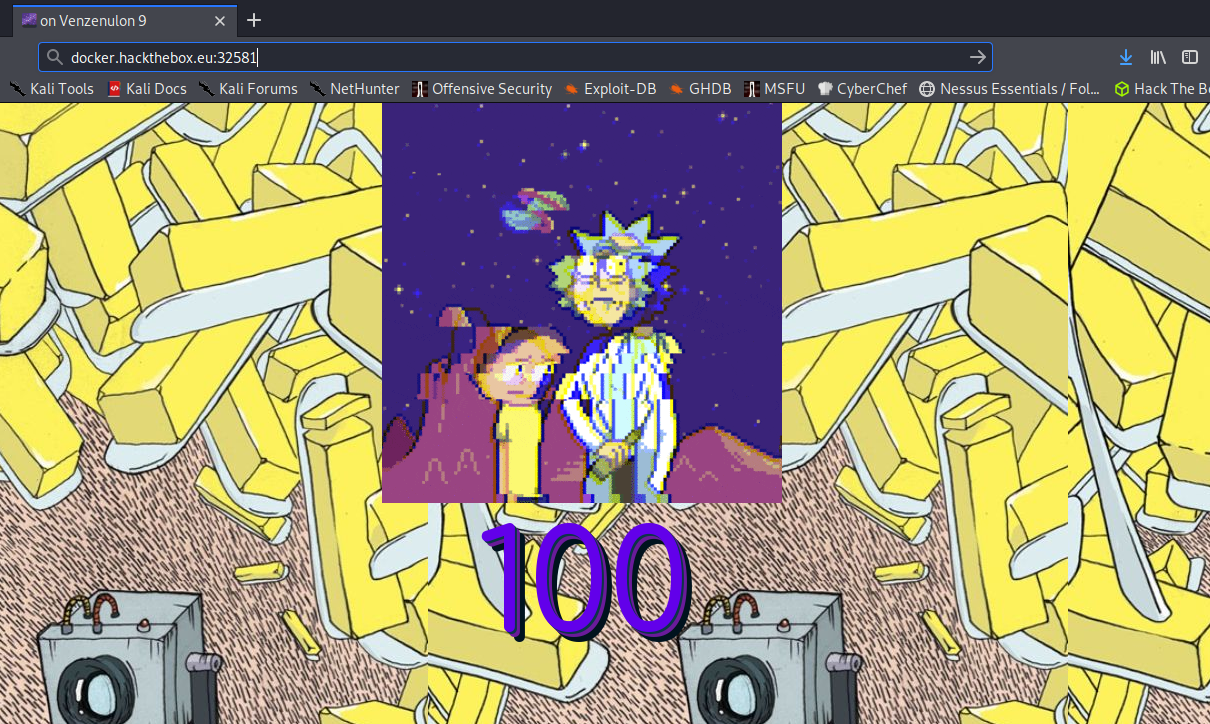 on Venzenulon 9
docker.hackthebox.eu:32581
Kali Tools Kali Docs Kali Forums NetHunter Offensive Security Exploit-DB GHDB MSFU CyberChef Nessus Essentials / Fol... Hack The B
100